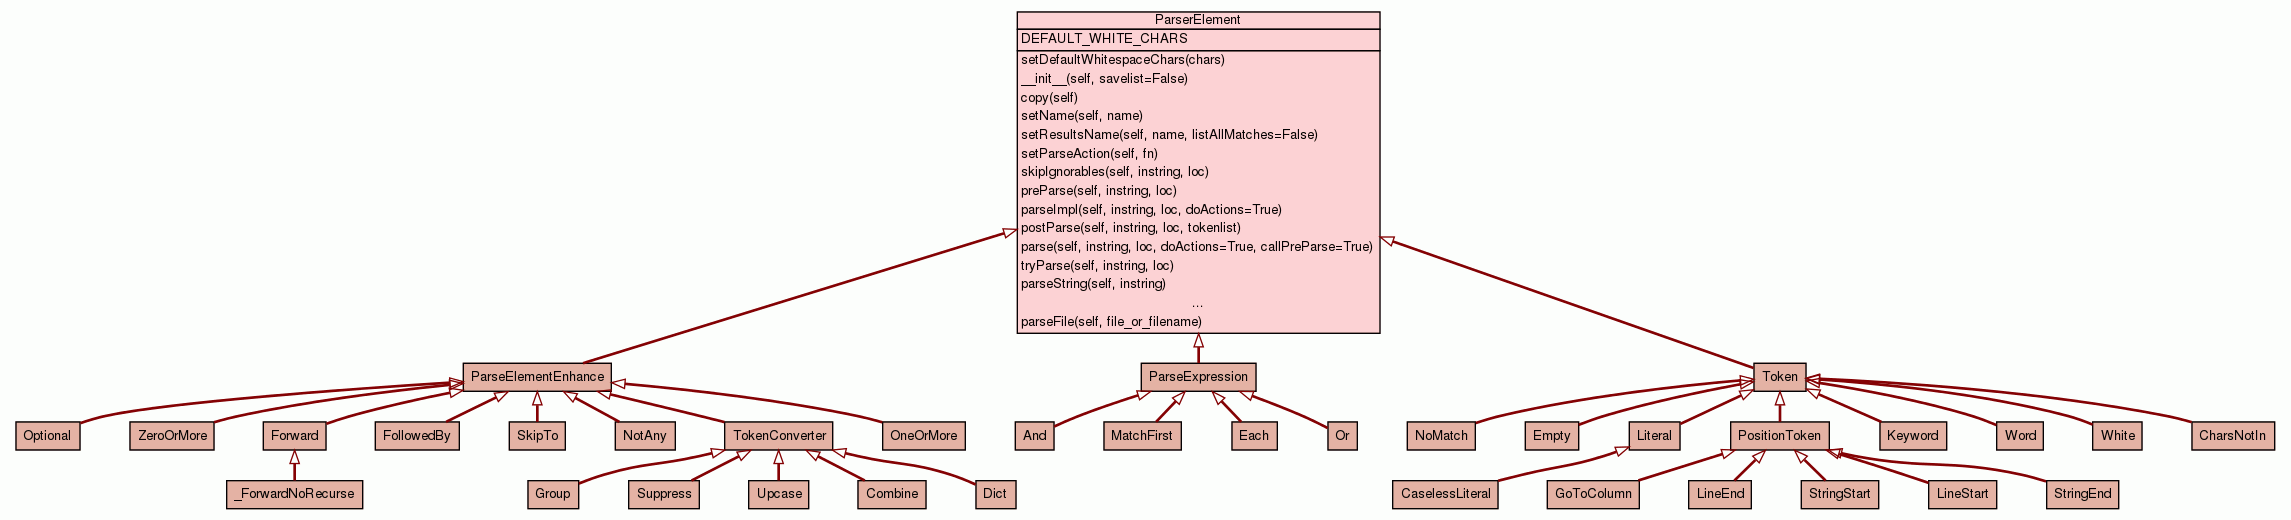 ParserElement
DEFAULT_WHITE_CHARS
setDefaultWhitespaceChars(chars)
__init__(self, savelist=False)
copy(self)
setName(self, name)
setResultsName(self, name, listAllMatches=False)
setParseAction(self, fn)
skipIgnorables(self, instring, loc)
preParse(self, instring, loc)
parseImpl(self, instring, loc, doActions=True)
postParse(self, instring, loc, tokenlist)
parse(self, instring, loc, doActions=True, callPreParse=True)
tryParse(self, instring, loc)
parseString(self, instring)
...
parseFile(self, file_or_filename)
ParseElementEnhance
ParseExpression
Token
Optional
ZeroOrMore
Forward
FollowedBy
SkipTo
NotAny
TokenConverter
OneOrMore
And
MatchFirst
Each
Or
NoMatch
Empty
Literal
PositionToken
Keyword
Word
White
CharsNotIn
_ForwardNoRecurse
Group
Suppress
Upcase
Combine
Dict
CaselessLiteral
GoToColumn
LineEnd
StringStart
LineStart
StringEnd